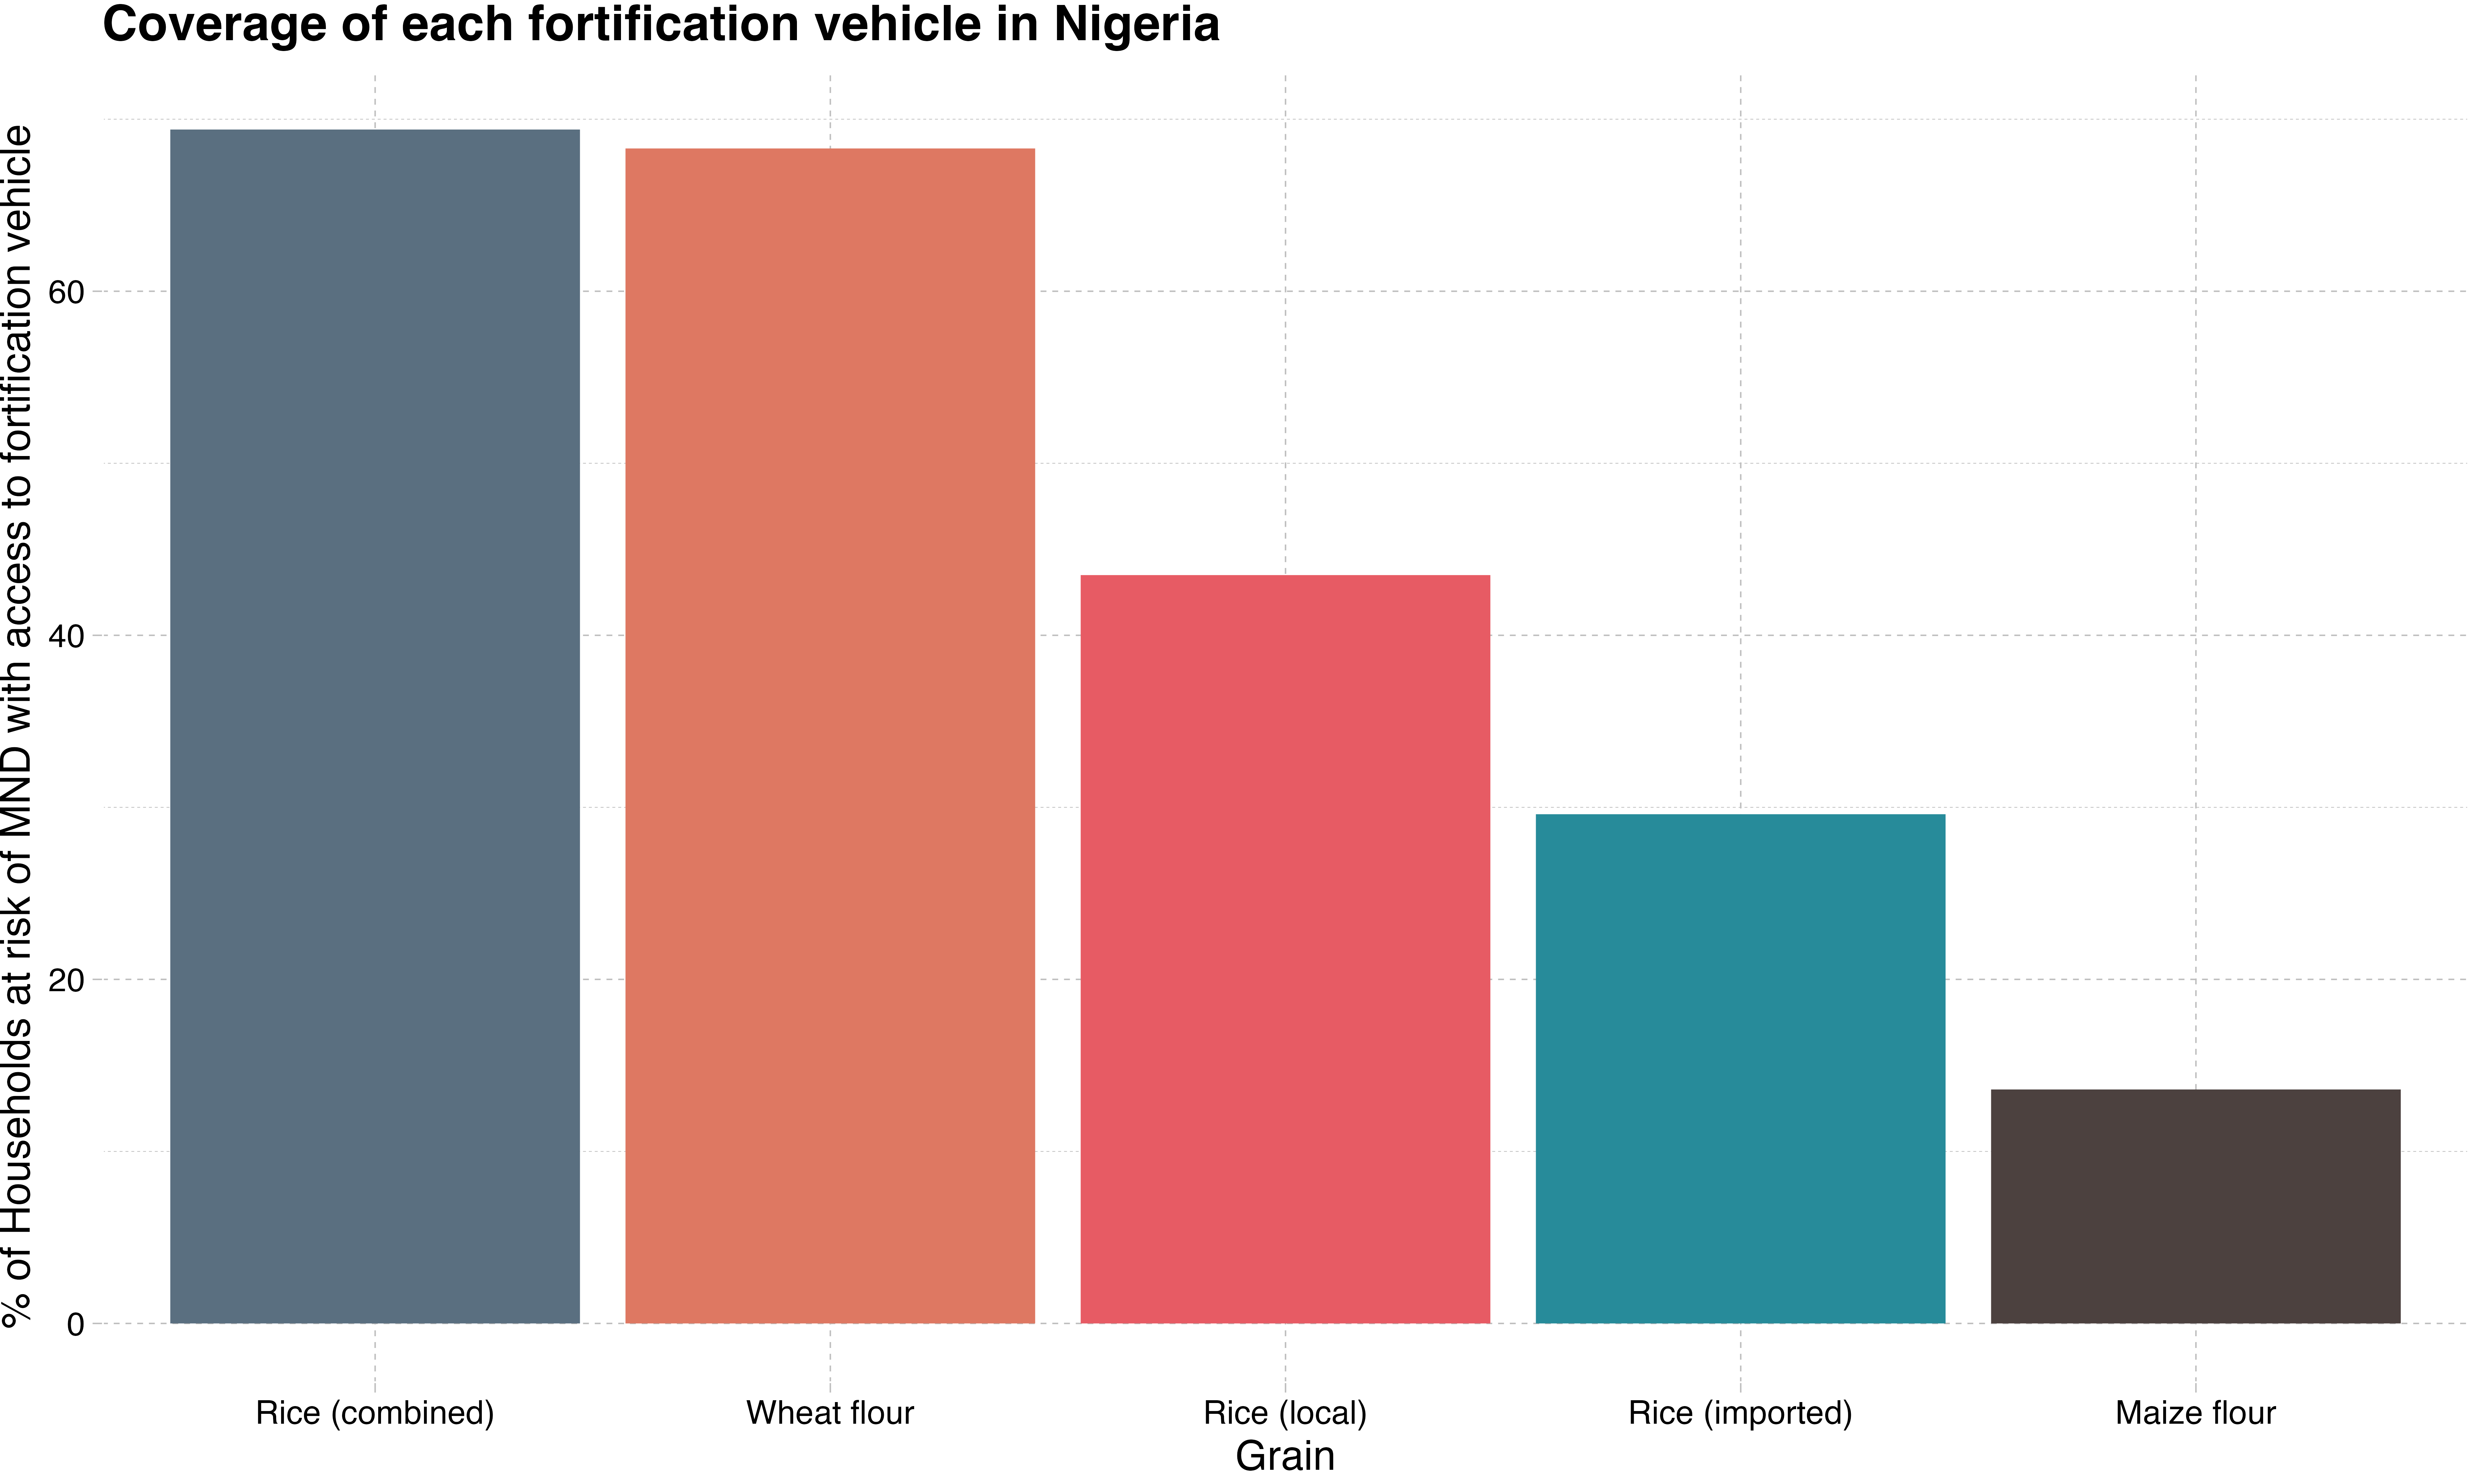 Coverage of each fortification vehicle in Nigeria
% of Households at risk of MND with access to fortification vehicle
60
40
20
0
Rice (combined)
Wheat flour
Rice (local)
Rice (imported)
Maize flour
Grain